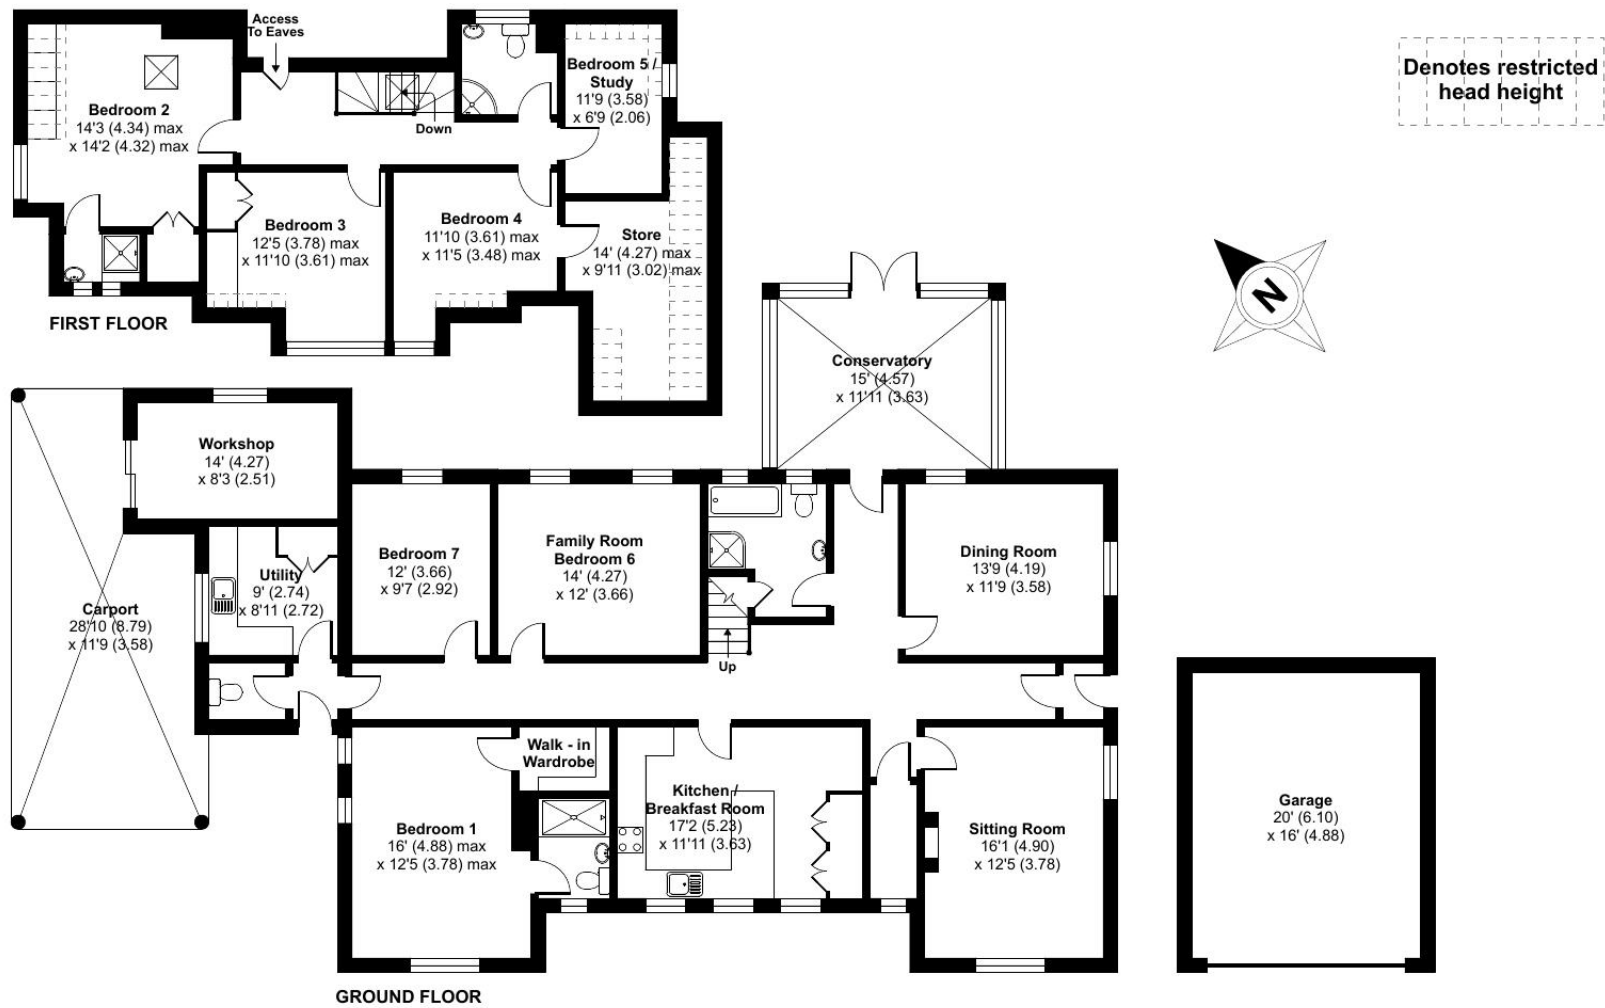 Access
To Eaves
Bedroom 2
14'3 (4.34) max
x 14'2 (4.32) max
Down
Bedroom 5 /
Study
11'9 (3.58)
x 6'9 (2.06)
Bedroom 3
12'5 (3.78) max
x 11'10 (3.61) max
Bedroom 4
11'10 (3.61) max
x 11'5 (3.48) max
Store
14' (4.27) max
x 9'11 (3.02) max
FIRST FLOOR
Denotes restricted
head height
N
Conservatory
15' (4.57)
x 11'11 (3.63)
Workshop
14' (4.27)
x 8'3 (2.51)
Utility
9' (2.74)
x 8'11 (2.72)
Carport
28'10 (8.79)
x 11'9 (3.58)
Bedroom 7
12' (3.66)
x 9'7 (2.92)
Family Room
Bedroom 6
14' (4.27)
x 12' (3.66)
Up
Dining Room
13'9 (4.19)
x 11'9 (3.58)
Walk - in
Wardrobe
Bedroom 1
16' (4.88) max
x 12'5 (3.78) max
Kitchen /
Breakfast Room
17'2 (5.23)
x 11'11 (3.63)
Sitting Room
16'1 (4.90)
x 12'5 (3.78)
Garage
20' (6.10)
x 16' (4.88)
GROUND FLOOR